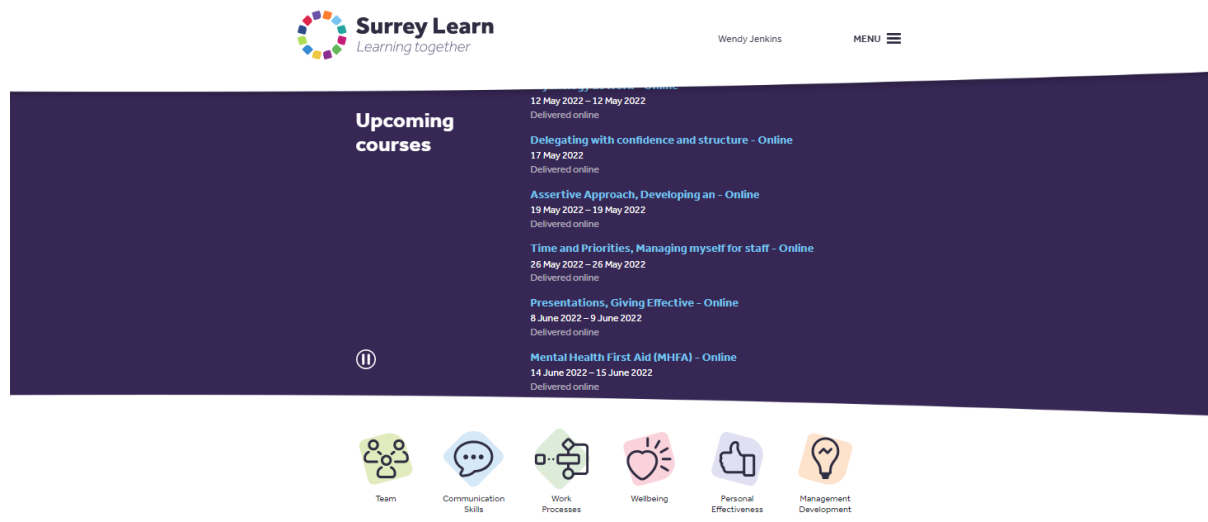 Surrey Learn
Learning together
Wendy Jenkins
MENU
Upcoming
courses
12 May 2022 – 12 May 2022
Delivered online
Delegating with confidence and structure - Online
17 May 2022
Delivered online
Assertive Approach, Developing an - Online
19 May 2022 – 19 May 2022
Delivered online
Time and Priorities, Managing myself for staff - Online
26 May 2022 – 26 May 2022
Delivered online
Presentations, Giving Effective - Online
8 June 2022 – 9 June 2022
Delivered online
Mental Health First Aid (MHFA) - Online
14 June 2022 – 15 June 2022
Delivered online
Team
Communication
Skills
Work
Processes
Wellbeing
Personal
Effectiveness
Management
Development